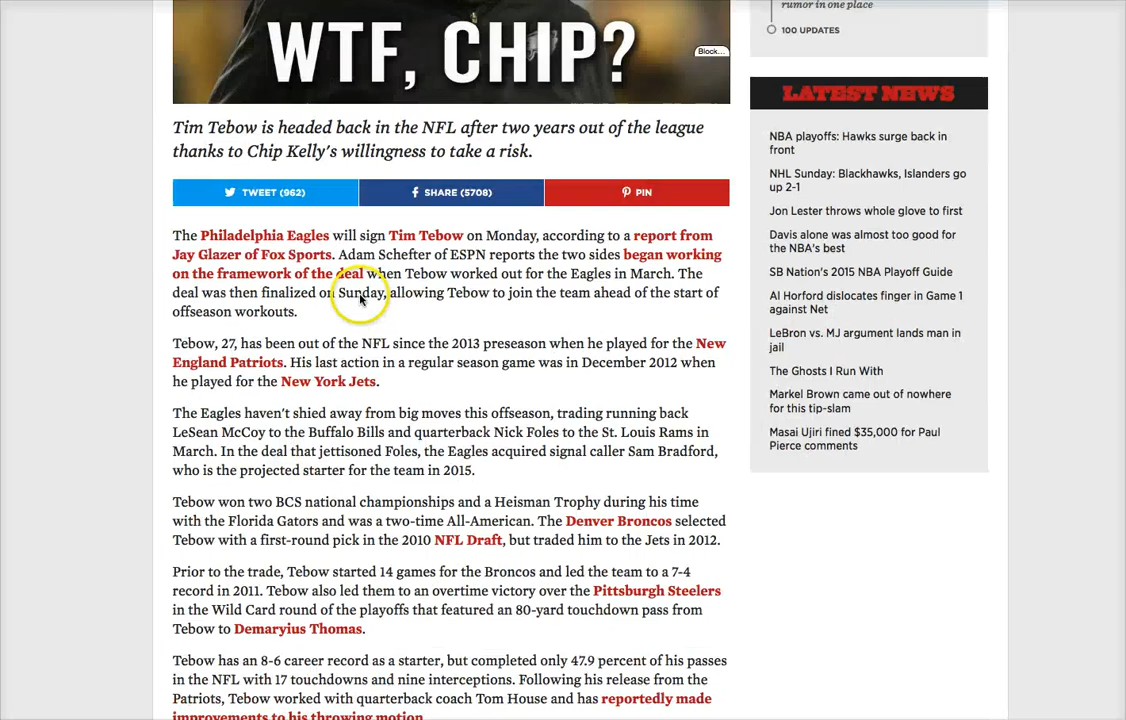 WTF, CHIP?
Block...
Tim Tebow is headed back in the NFL after two years out of the league
thanks to Chip Kelly's willingness to take a risk.
TWEET (962)
SHARE (5708)
PIN
The Philadelphia Eagles will sign Tim Tebow on Monday, according to a report from
Jay Glazer of Fox Sports. Adam Schefter of ESPN reports the two sides began working
on the framework of the deal when Tebow worked out for the Eagles in March. The
deal was then finalized on Sunday, allowing Tebow to join the team ahead of the start of
offseason workouts.
Tebow, 27, has been out of the NFL since the 2013 preseason when he played for the New
England Patriots. His last action in a regular season game was in December 2012 when
he played for the New York Jets.
The Eagles haven't shied away from big moves this offseason, trading running back
LeSean McCoy to the Buffalo Bills and quarterback Nick Foles to the St. Louis Rams in
March. In the deal that jettisoned Foles, the Eagles acquired signal caller Sam Bradford,
who is the projected starter for the team in 2015.
Tebow won two BCS national championships and a Heisman Trophy during his time
with the Florida Gators and was a two-time All-American. The Denver Broncos selected
Tebow with a first-round pick in the 2010 NFL Draft, but traded him to the Jets in 2012.
Prior to the trade, Tebow started 14 games for the Broncos and led the team to a 7-4
record in 2011. Tebow also led them to an overtime victory over the Pittsburgh Steelers
in the Wild Card round of the playoffs that featured an 80-yard touchdown pass from
Tebow to Demaryius Thomas.
Tebow has an 8-6 career record as a starter, but completed only 47.9 percent of his passes
in the NFL with 17 touchdowns and nine interceptions. Following his release from the
Patriots, Tebow worked with quarterback coach Tom House and has reportedly made
improvements to his throwing motion.
rumor in one place
100 UPDATES
LATEST NEWS
NBA playoffs: Hawks surge back in
front
NHL Sunday: Blackhawks, Islanders go
up 2-1
Jon Lester throws whole glove to first
Davis alone was almost too good for
the NBA's best
SB Nation's 2015 NBA Playoff Guide
Al Horford dislocates finger in Game 1
against Net
LeBron vs. MJ argument lands man in
jail
The Ghosts I Run With
Markel Brown came out of nowhere
for this tip-slam
Masai Ujiri fined $35,000 for Paul
Pierce comments